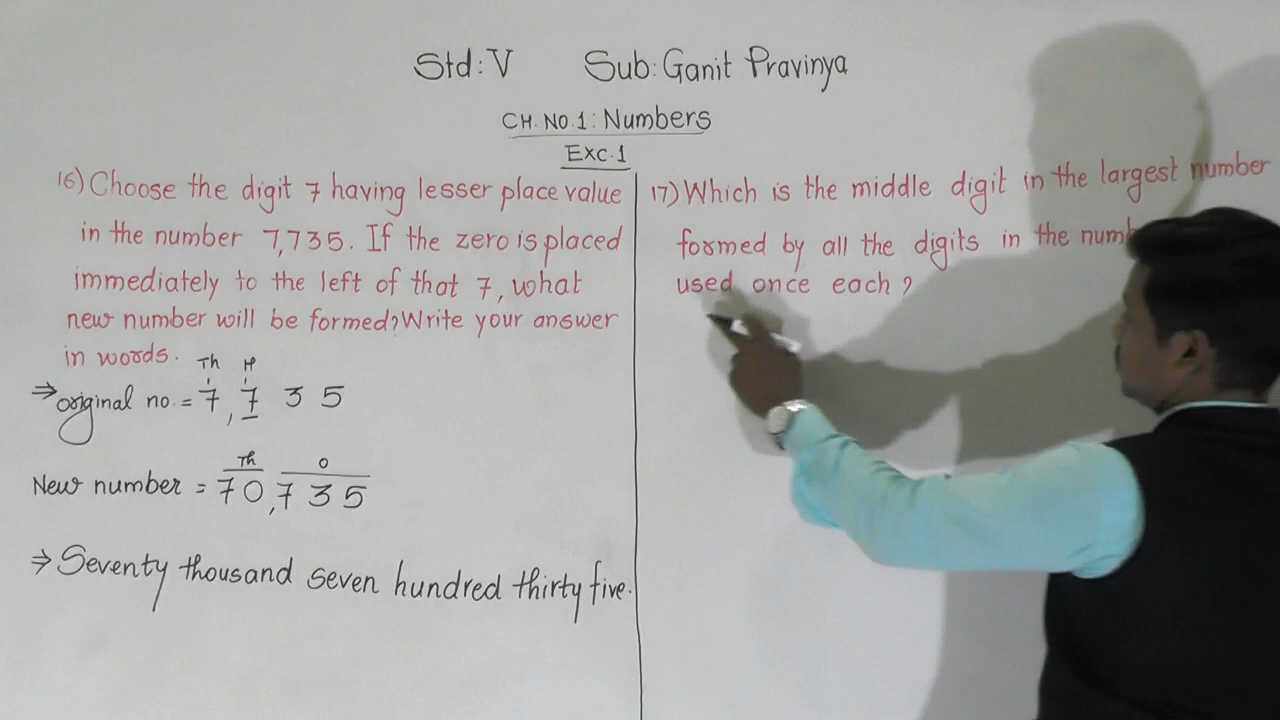 Std: V Sub: Ganit Pravinya
CH. NO. 1: Numbers
Exc. 1
16) Choose the digit 7 having lesser place value
in the number 7,735. If the zero is placed
immediately to the left of that 7, what
new number will be formed? Write your answer
in words.
Th H
⇒ original no. = 7,7 3 5
Th O
New number = 70,735
⇒ Seventy thousand seven hundred thirty five.
17) Which is the middle digit in the largest number
formed by all the digits in the
used once each?